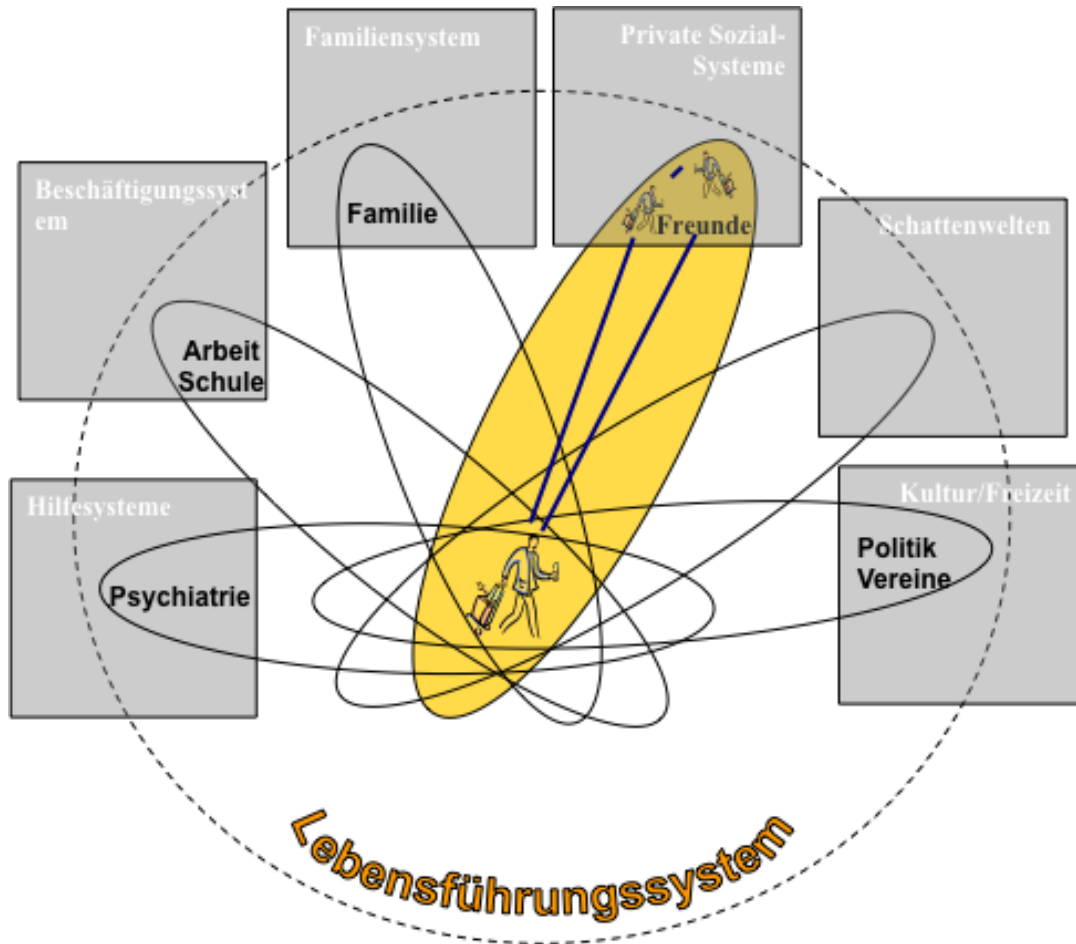 Familiensystem
Private Sozial-
Systeme
Beschäftigungssyst
em
Familie
Freunde
Schattenwelten
Arbeit
Schule
Hilfesysteme
Kultur/Freizeit
Psychiatrie
Politik
Vereine
Lebensführungssystem